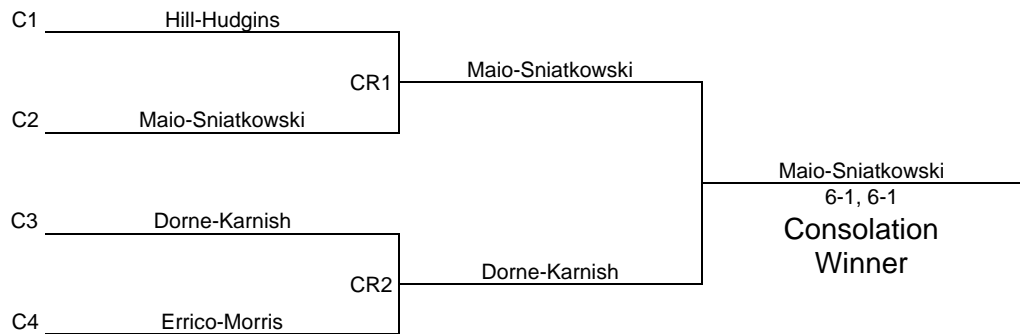 C1 Hill-Hudgins
Maio-Sniatkowski
CR1
C2 Maio-Sniatkowski
Maio-Sniatkowski
6-1, 6-1
Consolation
Winner
C3 Dorne-Karnish
Dorne-Karnish
CR2
C4 Errico-Morris